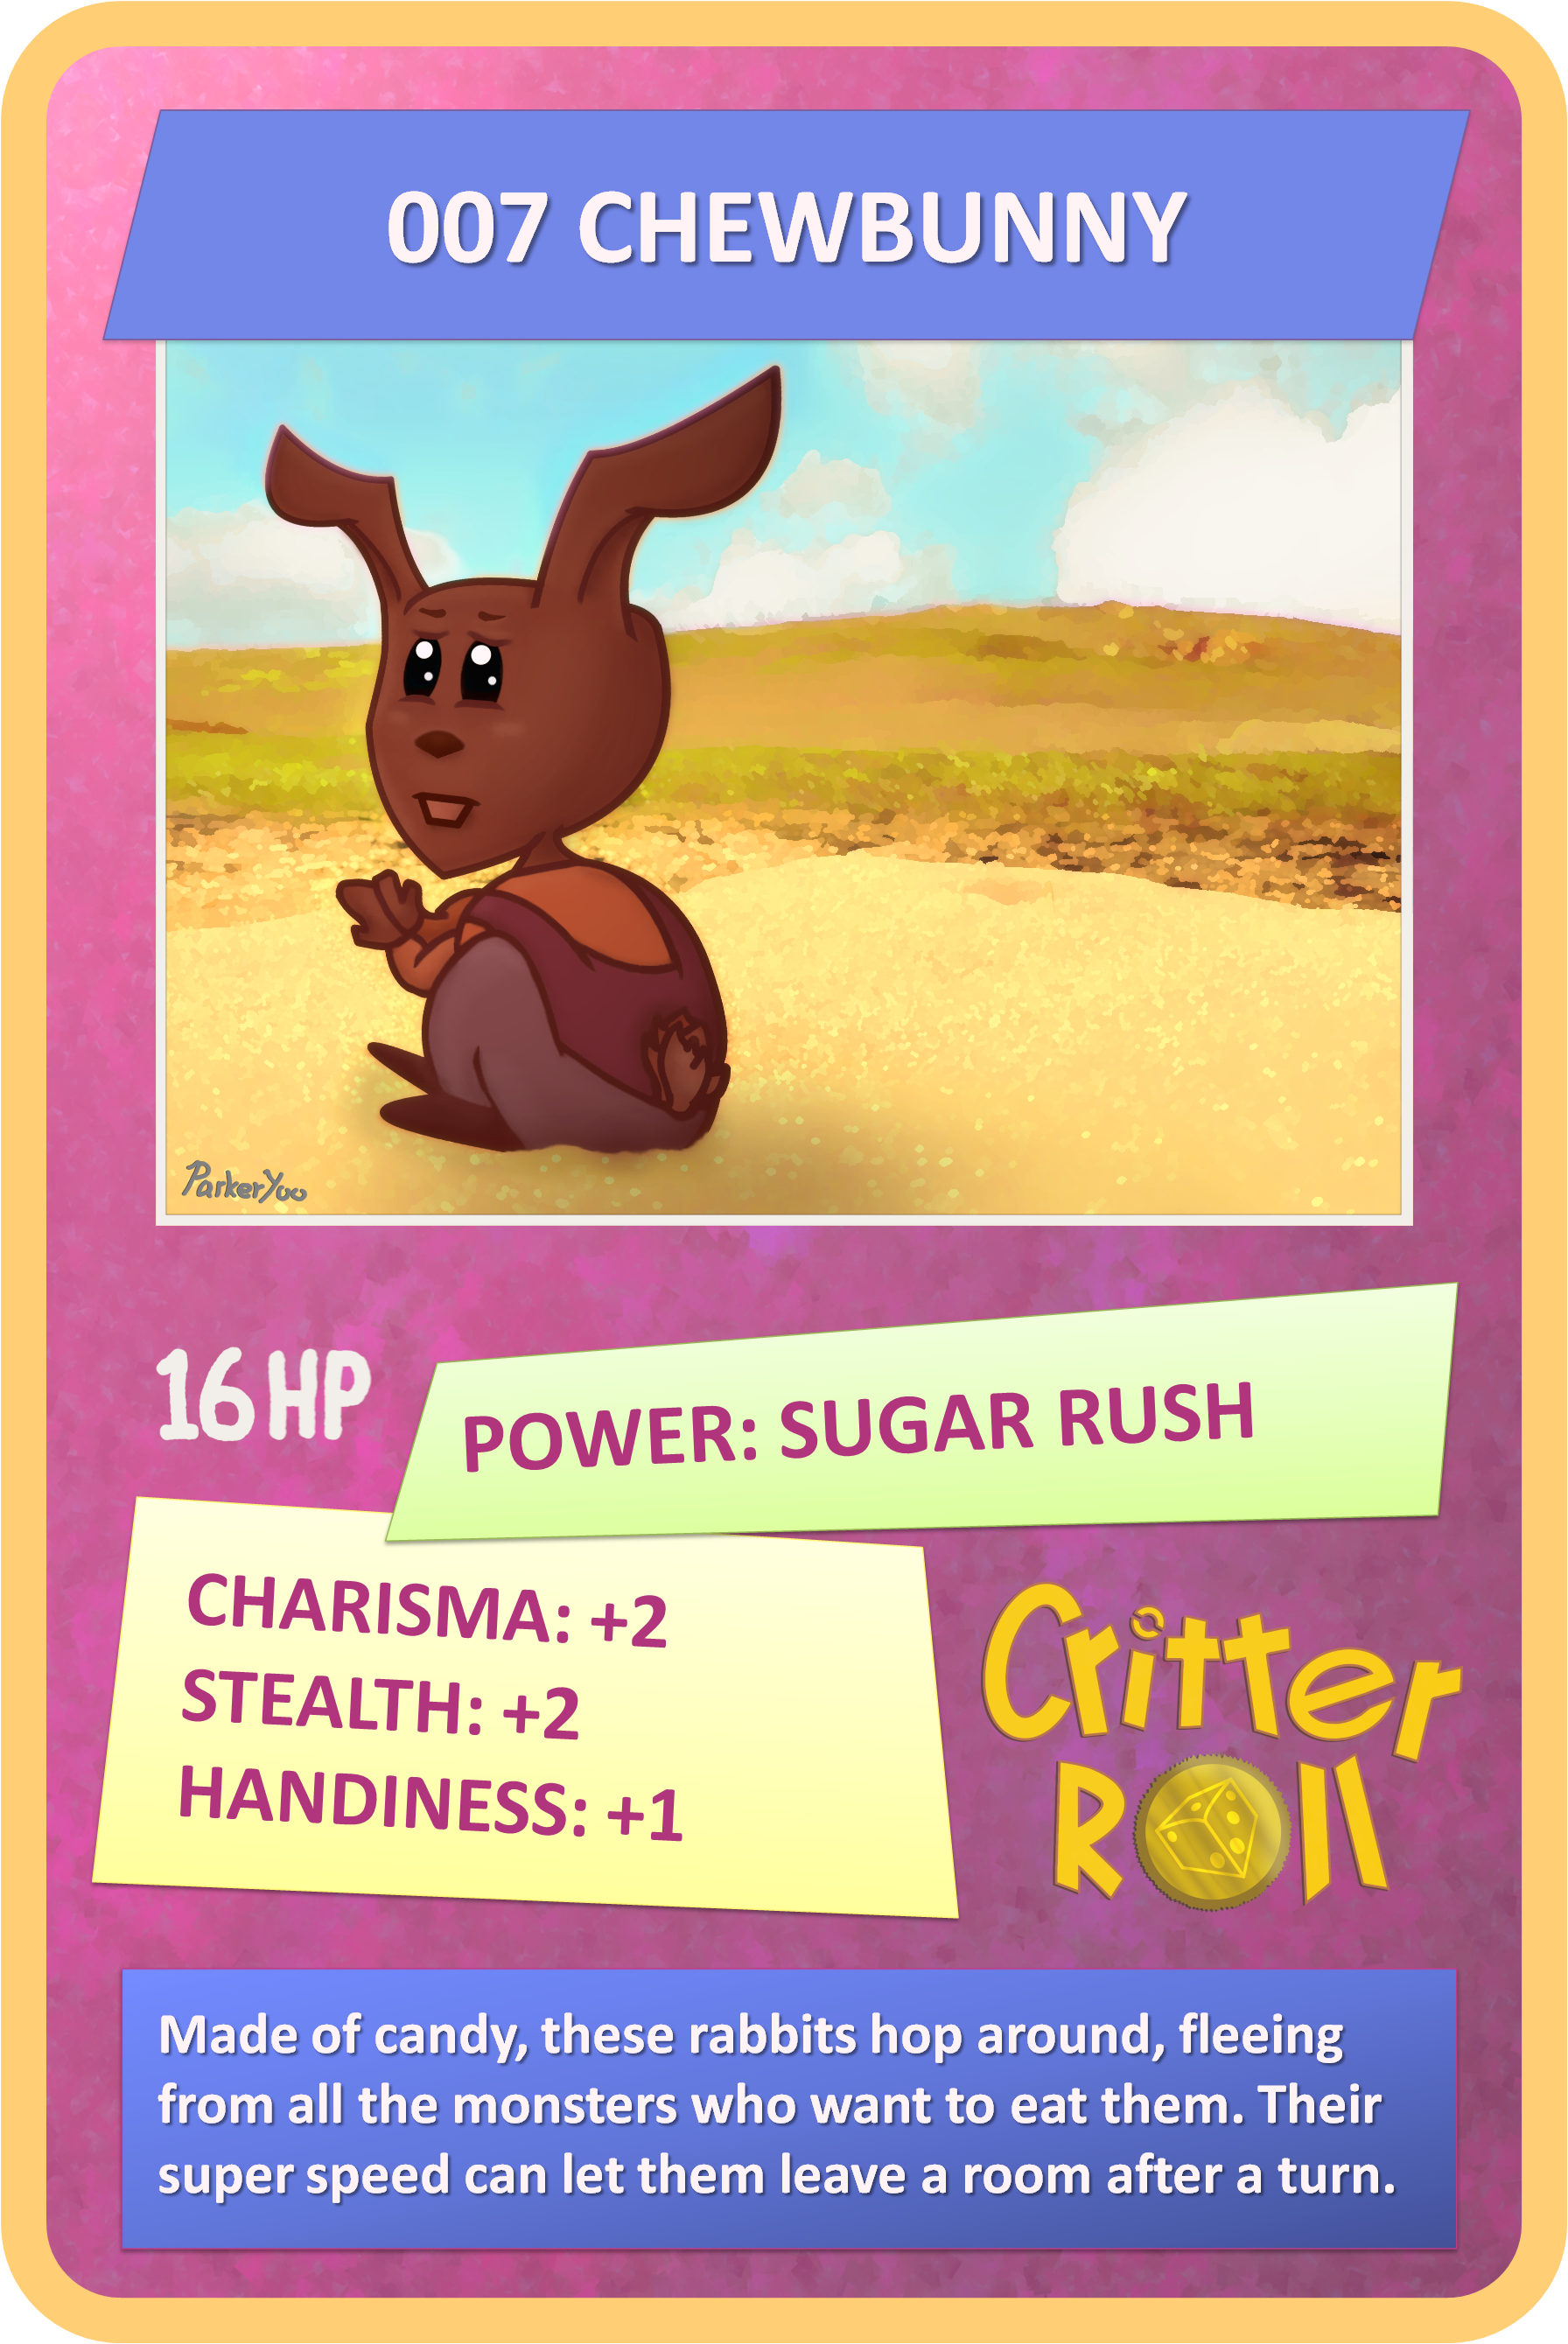 007 CHEWBUNNY
ParkerYoo
16 HP
POWER: SUGAR RUSH
CHARISMA: +2
STEALTH: +2
HANDINESS: +1
Critter
Roll
Made of candy, these rabbits hop around, fleeing
from all the monsters who want to eat them. Their
super speed can let them leave a room after a turn.